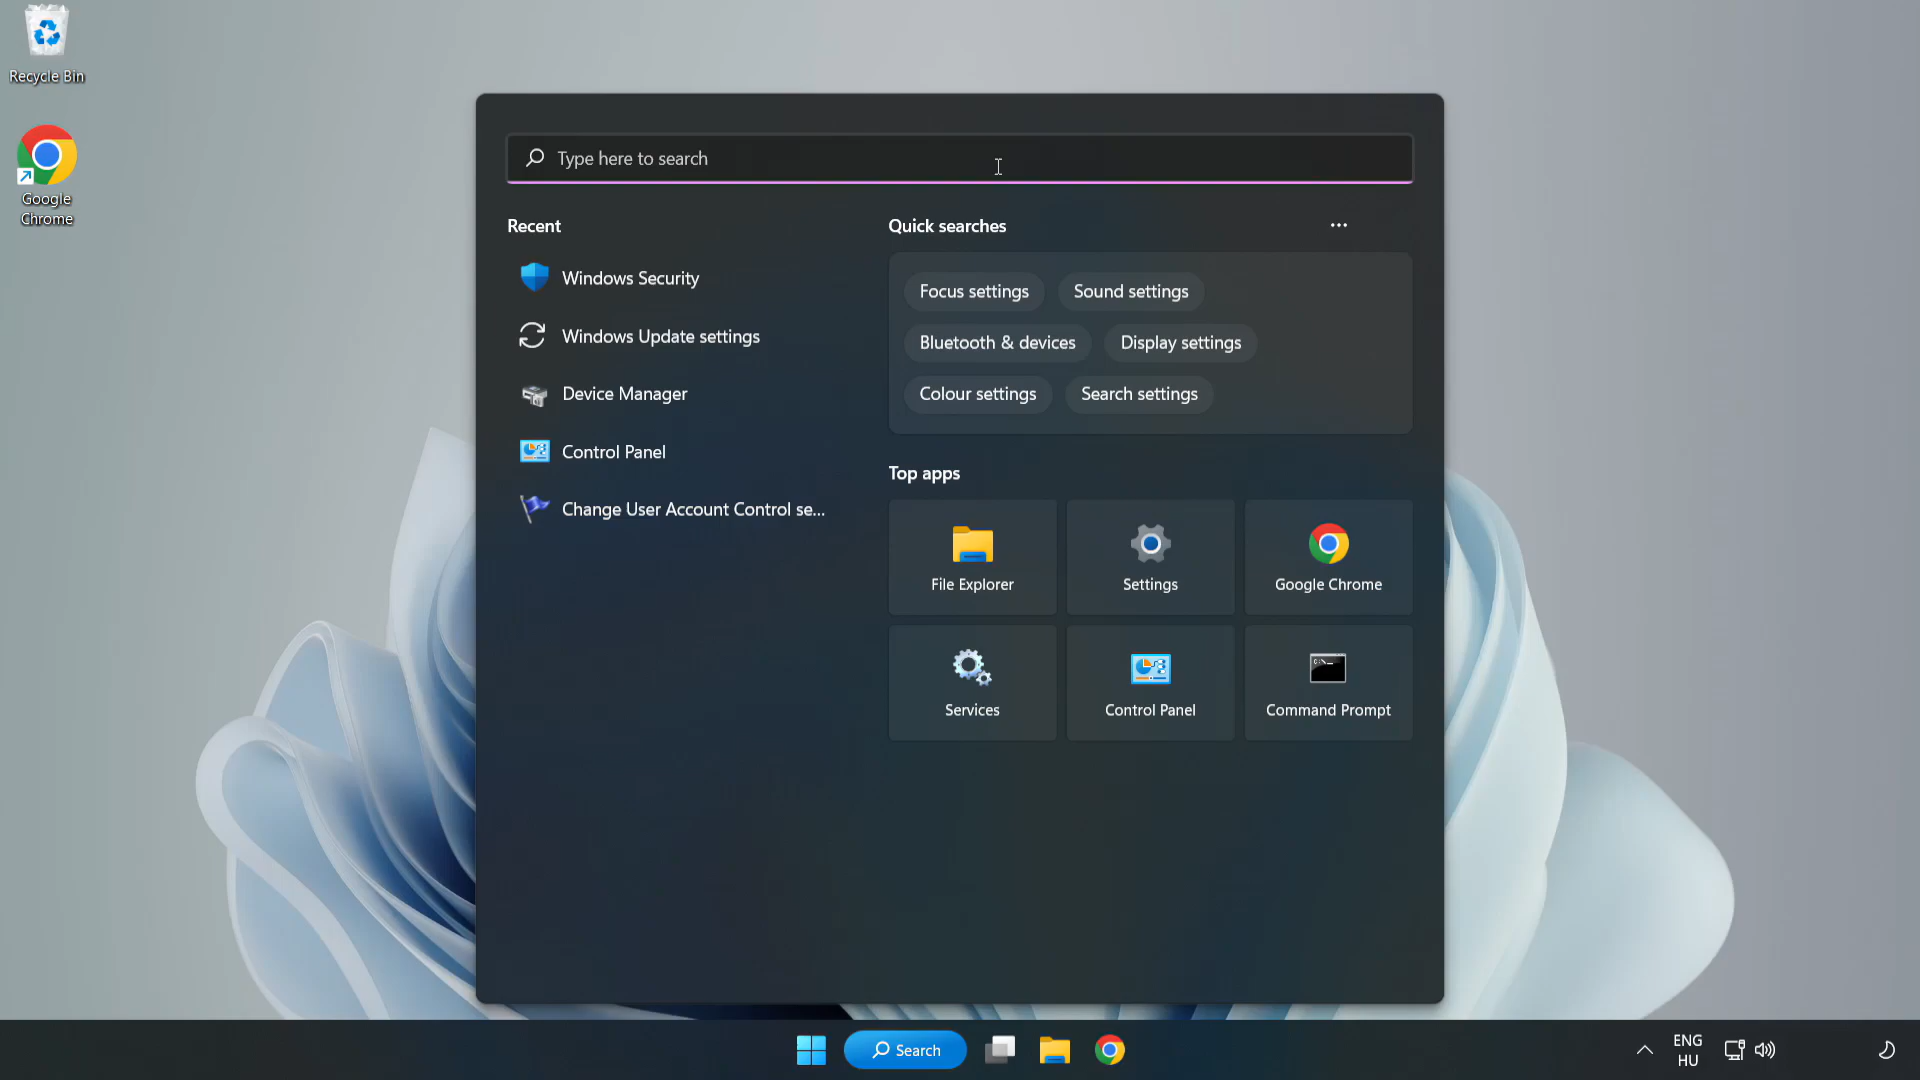 Recycle Bin
Google
Chrome
Type here to search
Recent
Windows Security
Windows Update settings
Device Manager
Control Panel
Change User Account Control se...
Quick searches
Focus settings
Sound settings
Bluetooth & devices
Display settings
Colour settings
Search settings
Top apps
File Explorer
Settings
Google Chrome
Services
Control Panel
Command Prompt
Search
ENG
HU